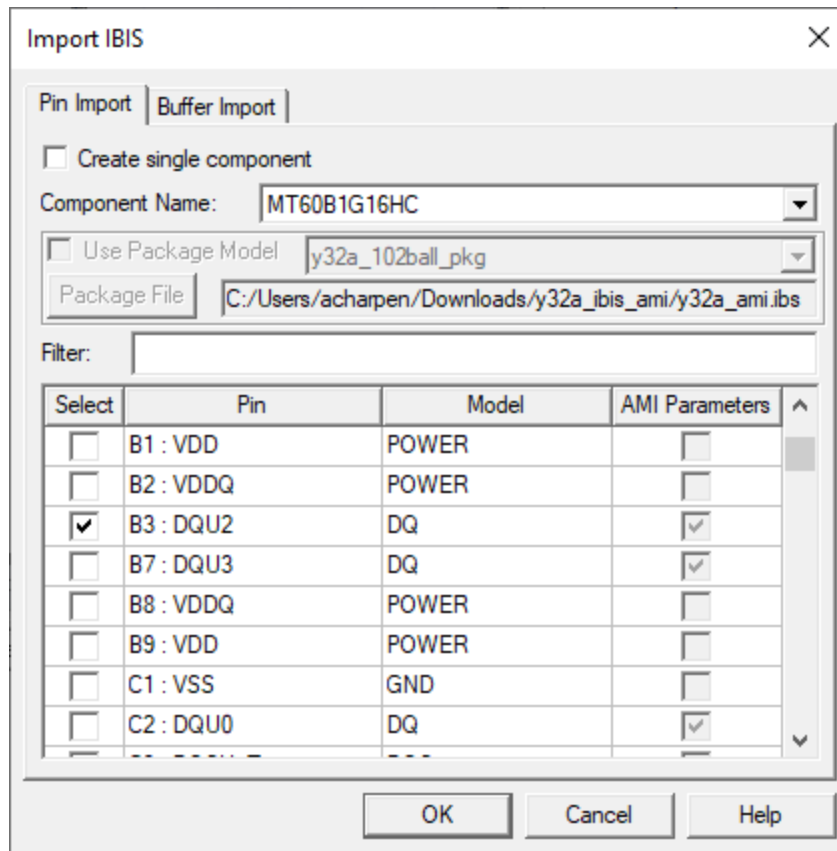 Import IBIS
Pin Import Buffer Import
Create single component
Component Name: MT60B1G16HC
Use Package Model y32a_102ball_pkg
Package File C:/Users/acharpen/Downloads/y32a_ibis_ami/y32a_ami.ibs
Filter:
Select Pin Model AMI Parameters
B1 : VDD POWER
B2 : VDDQ POWER
B3 : DQU2 DQ
B7 : DQU3 DQ
B8 : VDDQ POWER
B9 : VDD POWER
C1 : VSS GND
C2 : DQU0 DQ
OK Cancel Help